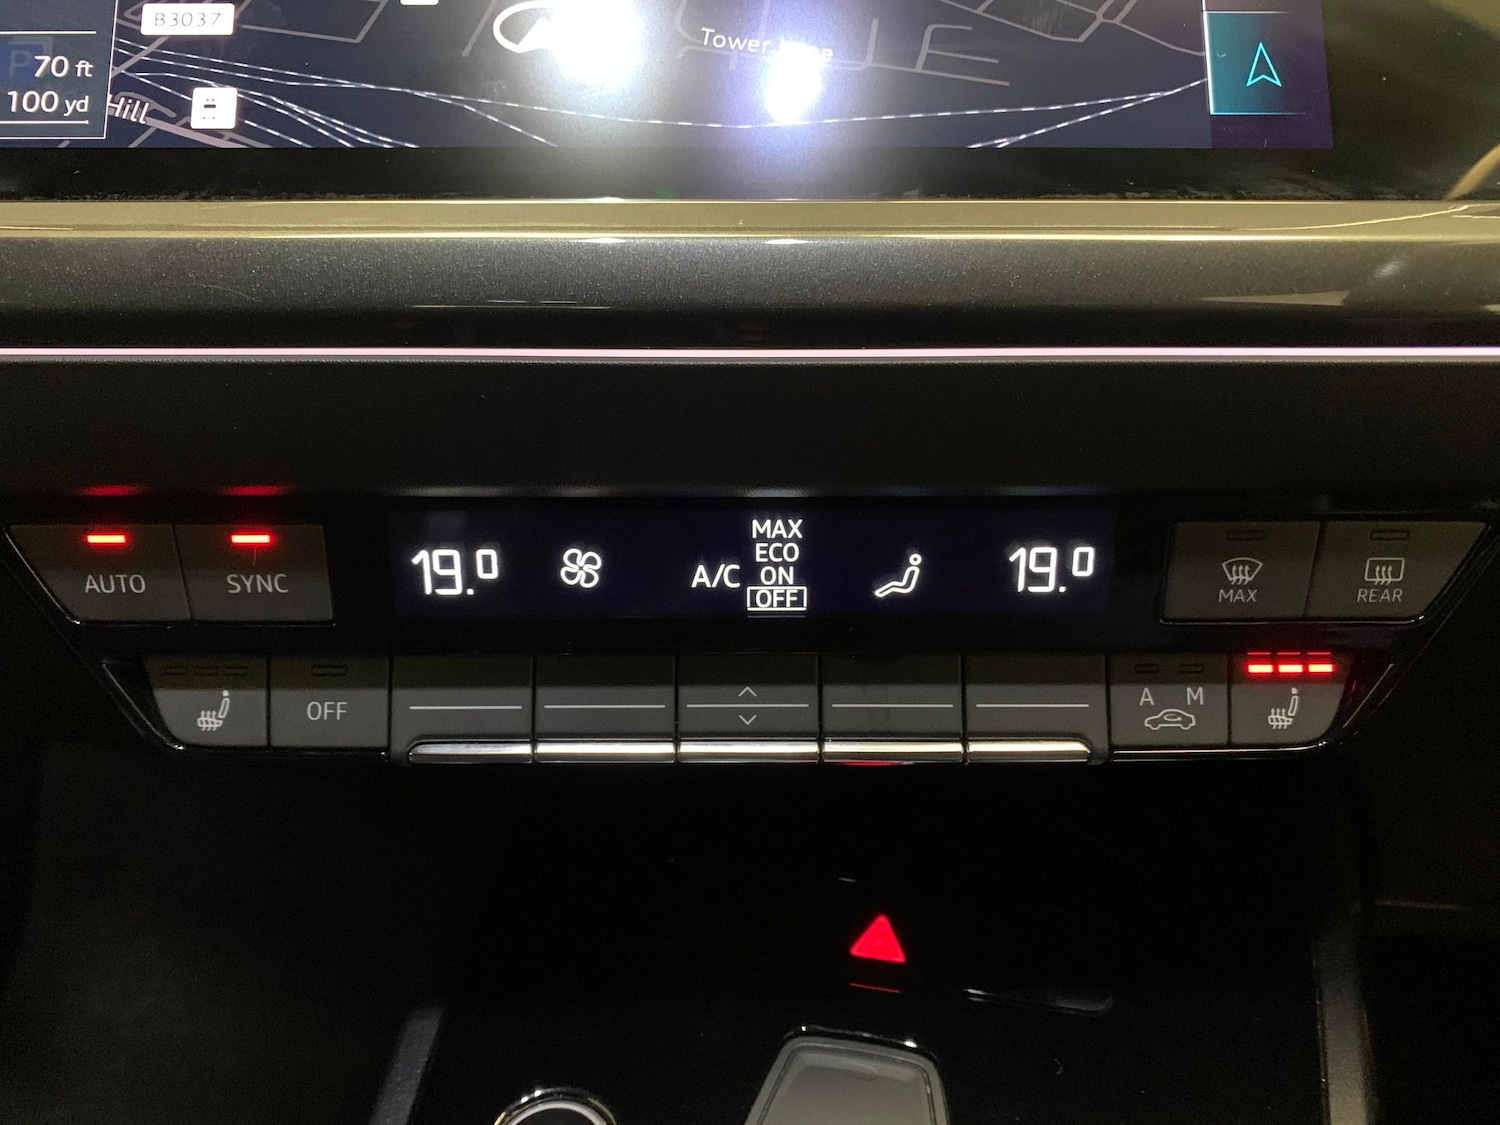 B3037
70 ft
100 yd
Hill
Tower
AUTO
SYNC
19.0
A/C
MAX
ECO
ON
OFF
19.0
MAX
REAR
OFF
A M